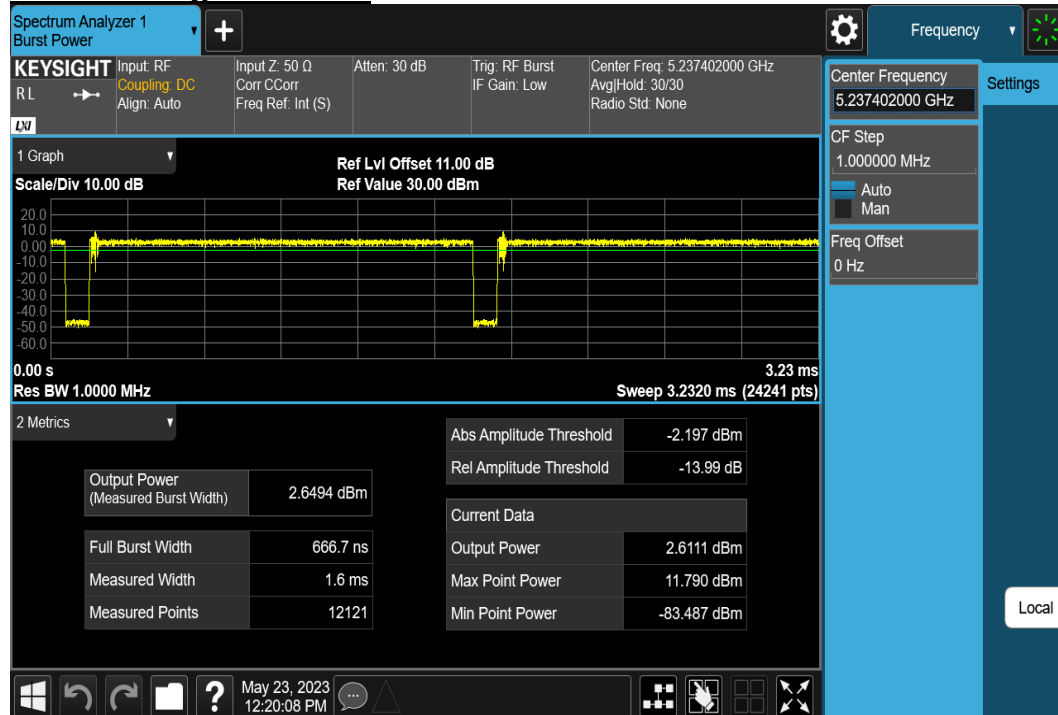 Spectrum Analyzer 1
Burst Power
+
Frequency
KEYSIGHT
R L
LXI
Input: RF
Coupling: DC
Align: Auto
Input Z: 50 Ω
Corr CCorr
Freq Ref: Int (S)
Atten: 30 dB
Trig: RF Burst
IF Gain: Low
Center Freq: 5.237402000 GHz
Avg|Hold: 30/30
Radio Std: None
Center Frequency
5.237402000 GHz
Settings
CF Step
1.000000 MHz
Auto
Man
Freq Offset
0 Hz
1 Graph
Scale/Div 10.00 dB
Ref Lvl Offset 11.00 dB
Ref Value 30.00 dBm
20.0
10.0
0.00
-10.0
-20.0
-30.0
-40.0
-50.0
-60.0
0.00 s
3.23 ms
Res BW 1.0000 MHz
Sweep 3.2320 ms (24241 pts)
2 Metrics
Output Power
(Measured Burst Width)
2.6494 dBm
Full Burst Width 666.7 ns
Measured Width 1.6 ms
Measured Points 12121
Abs Amplitude Threshold -2.197 dBm
Rel Amplitude Threshold -13.99 dB
Current Data
Output Power 2.6111 dBm
Max Point Power 11.790 dBm
Min Point Power -83.487 dBm
Local
?
May 23, 2023
12:20:08 PM